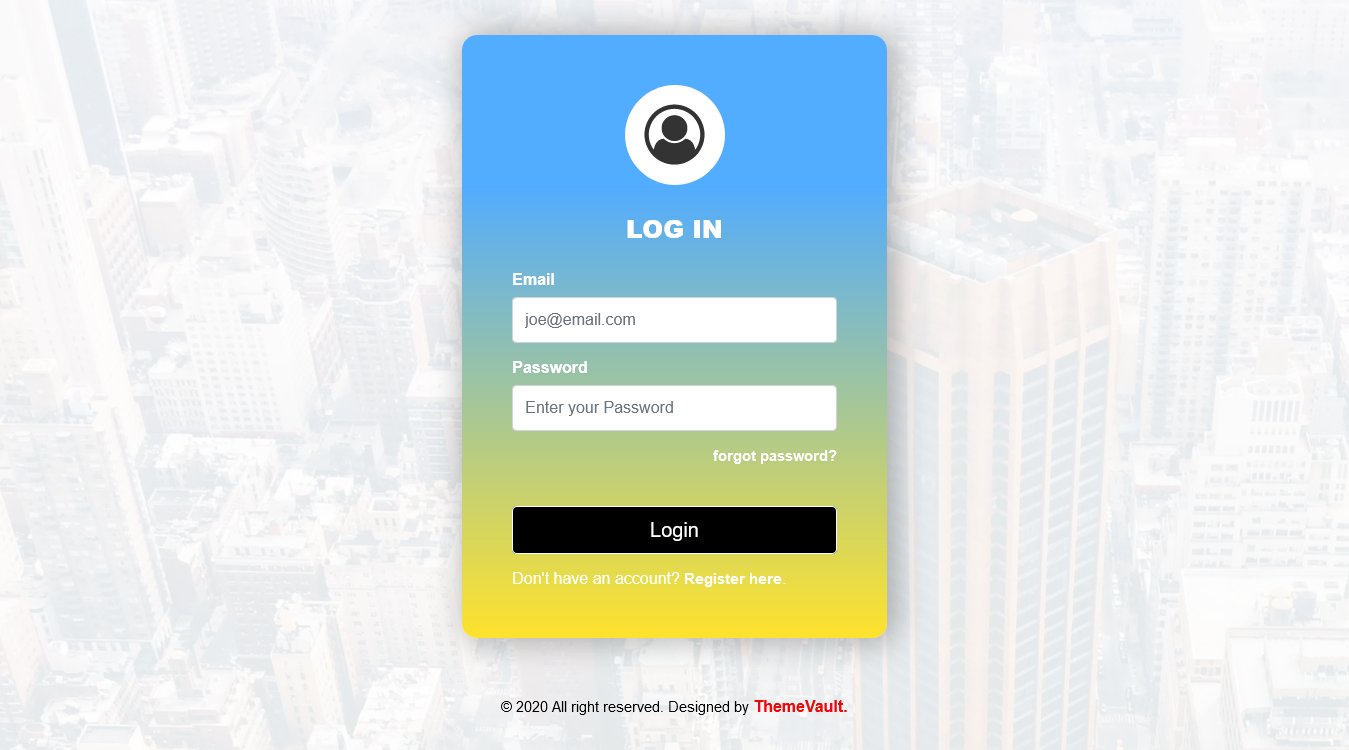 LOG IN
Email
joe@email.com
Password
Enter your Password
forgot password?
Login
Don't have an account? Register here.
© 2020 All right reserved. Designed by ThemeVault.